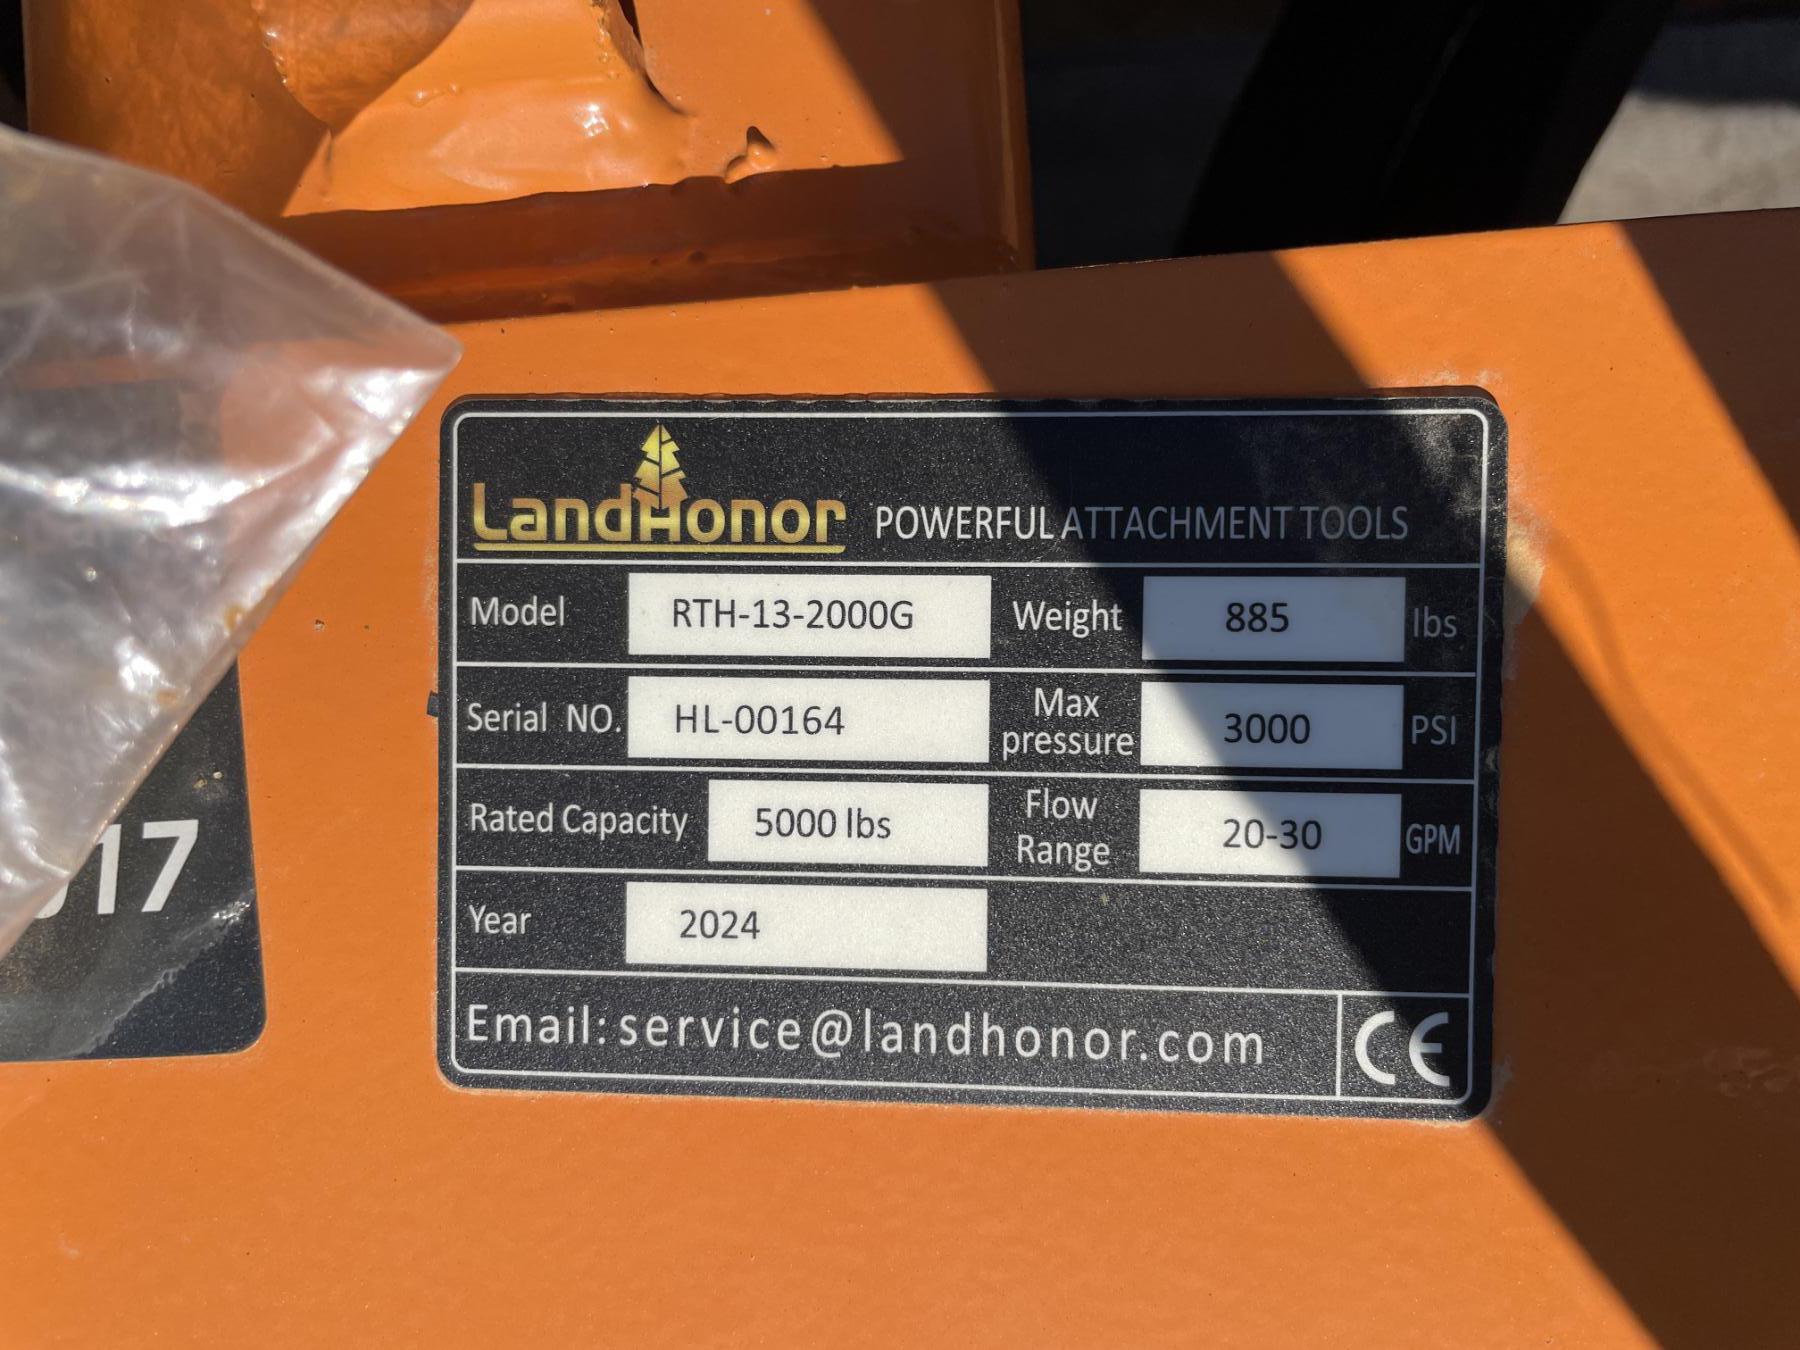 LandHonor POWERFUL ATTACHMENT TOOLS
Model RTH-13-2000G Weight 885 lbs
Serial NO. HL-00164 Max pressure 3000 PSI
Rated Capacity 5000 lbs Flow Range 20-30 GPM
Year 2024
Email: service@landhonor.com CE
17